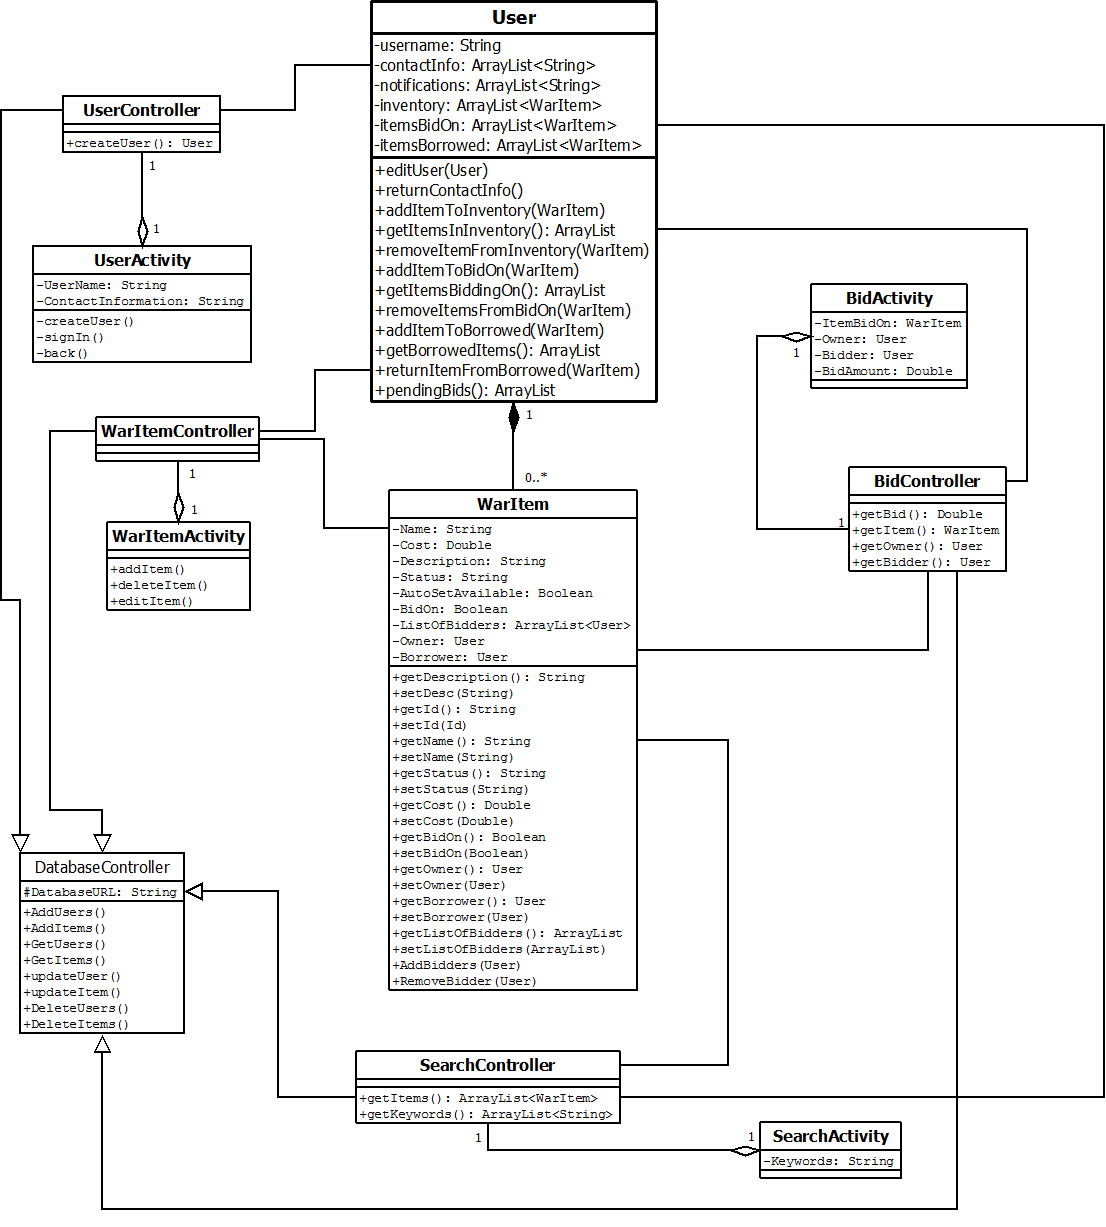 User
-username: String
-contactInfo: ArrayList<String>
-notifications: ArrayList<String>
-inventory: ArrayList<WarItem>
-itemsBidOn: ArrayList<WarItem>
-itemsBorrowed: ArrayList<WarItem>
+editUser(User)
+returnContactInfo()
+addItemToInventory(WarItem)
+getItemsInInventory(): ArrayList
+removeItemFromInventory(WarItem)
+addItemToBidOn(WarItem)
+getItemsBiddingOn(): ArrayList
+removeItemsFromBidOn(WarItem)
+addItemToBorrowed(WarItem)
+getBorrowedItems(): ArrayList
+returnItemFromBorrowed(WarItem)
+pendingBids(): ArrayList
1
0..*
UserController
+createUser(): User
1
1
UserActivity
-UserName: String
-ContactInformation: String
-createUser()
-signIn()
-back()
BidActivity
-ItemBidOn: WarItem
-Owner: User
-Bidder: User
-BidAmount: Double
1
1
BidController
+getBid(): Double
+getItem(): WarItem
+getOwner(): User
+getBidder(): User
WarItemController
1
1
WarItemActivity
+addItem()
+deleteItem()
+editItem()
WarItem
-Name: String
-Cost: Double
-Description: String
-Status: String
-AutoSetAvailable: Boolean
-BidOn: Boolean
-ListOfBidders: ArrayList<User>
-Owner: User
-Borrower: User
+getDescription(): String
+setDesc(String)
+getId(): String
+setId(Id)
+getName(): String
+setName(String)
+getStatus(): String
+setStatus(String)
+getCost(): Double
+setCost(Double)
+getBidOn(): Boolean
+setBidOn(Boolean)
+getOwner(): User
+setOwner(User)
+getBorrower(): User
+setBorrower(User)
+getListOfBidders(): ArrayList
+setListOfBidders(ArrayList)
+AddBidders(User)
+RemoveBidder(User)
DatabaseController
#DatabaseURL: String
+AddUsers()
+AddItems()
+GetUsers()
+GetItems()
+updateUser()
+updateItem()
+DeleteUsers()
+DeleteItems()
SearchController
+getItems(): ArrayList<WarItem>
+getKeywords(): ArrayList<String>
1
1
SearchActivity
-Keywords: String